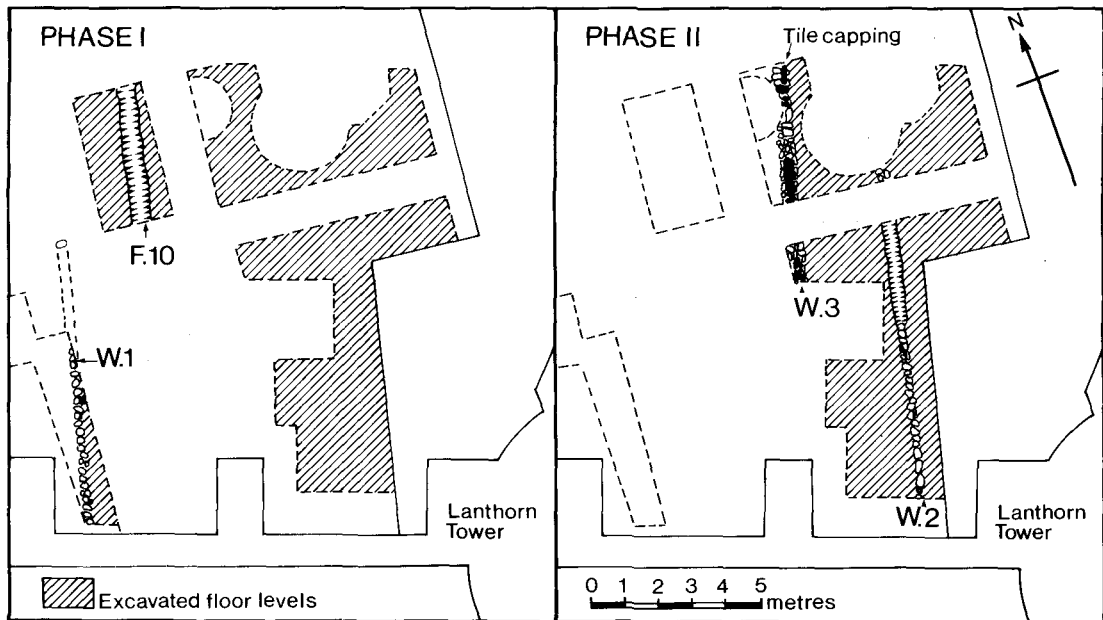 PHASE I
F.10
W.1
Lanthorn
Tower
Excavated floor levels
PHASE II
Tile capping
N
W.3
W.2
Lanthorn
Tower
0 1 2 3 4 5
metres